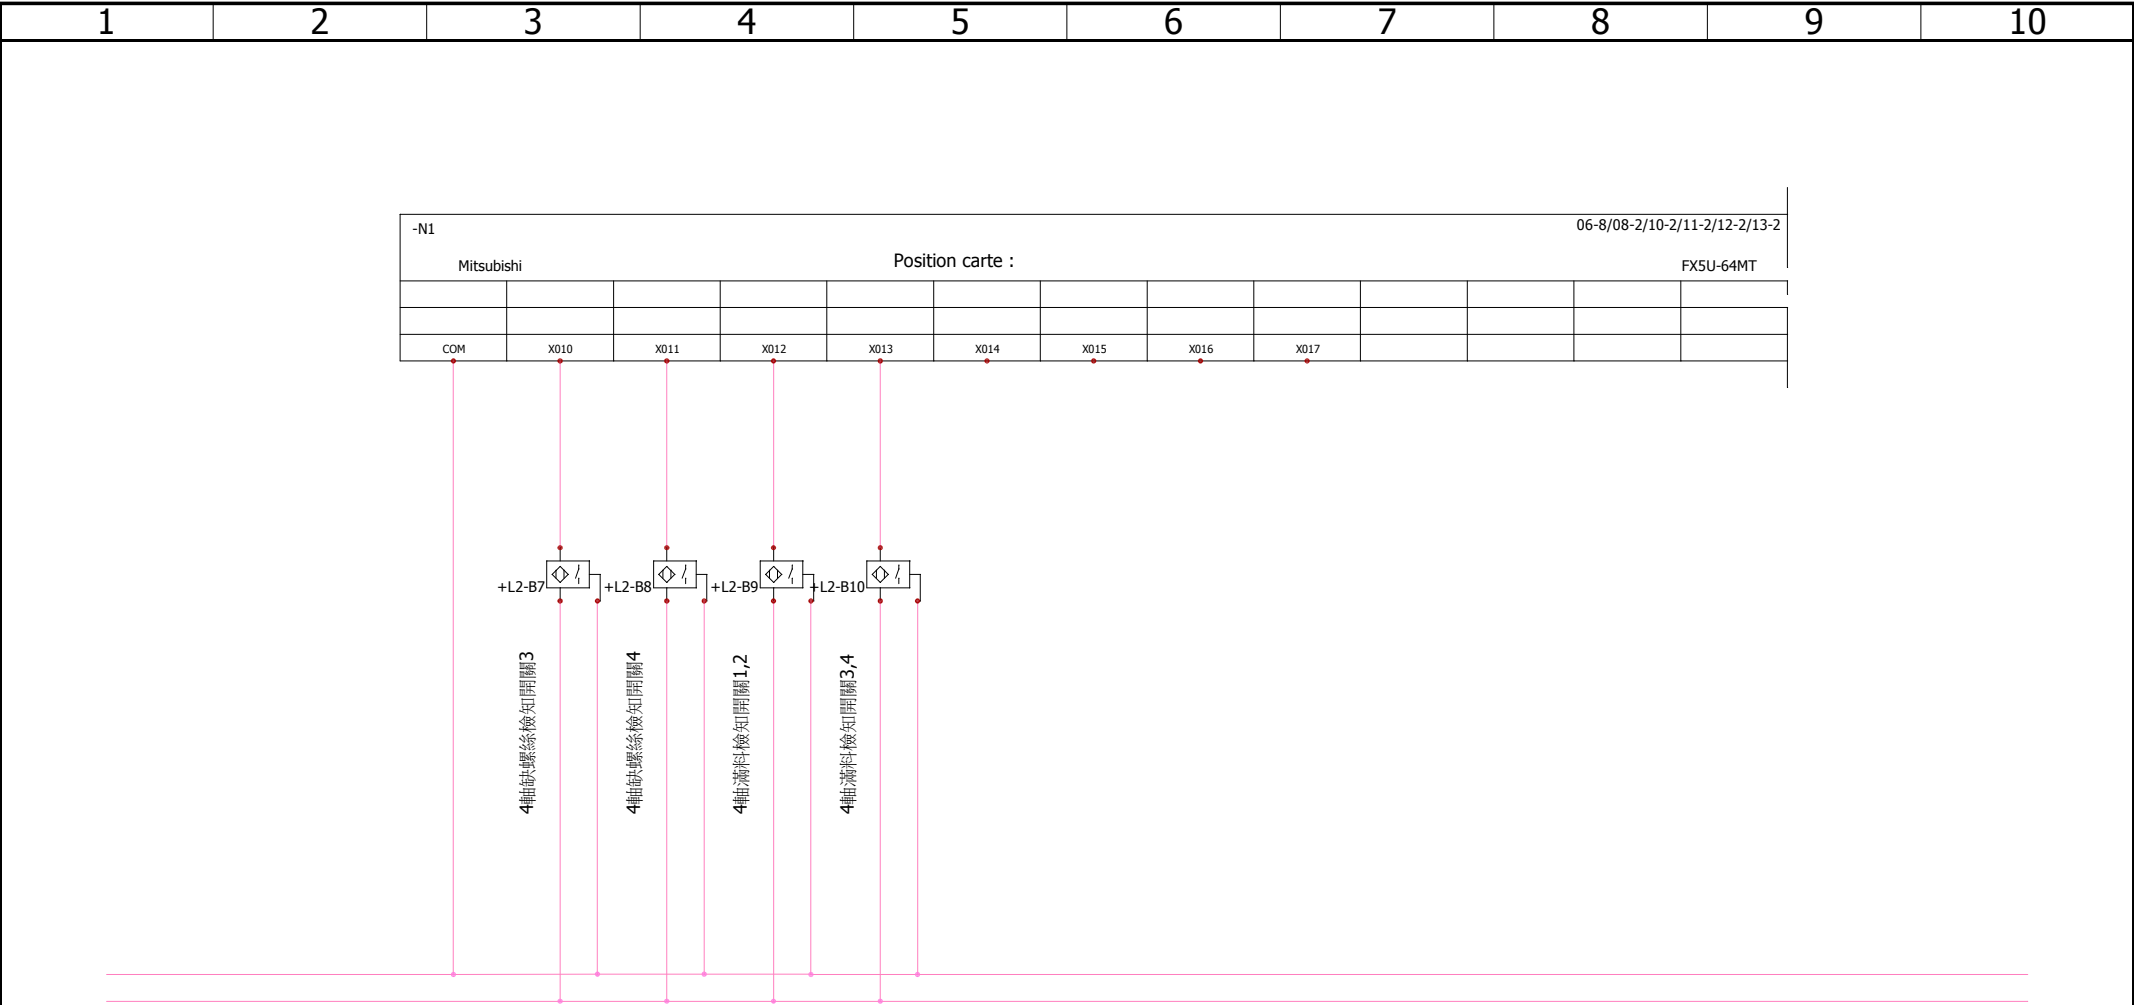 1 2 3 4 5 6 7 8 9 10
-N1 06-8/08-2/10-2/11-2/12-2/13-2
Mitsubishi Position carte : FX5U-64MT
COM X010 X011 X012 X013 X014 X015 X016 X017
+L2-B7 +L2-B8 +L2-B9 +L2-B10
4軸缺螺絲檢知開關3
4軸缺螺絲檢知開關4
4軸滿料檢知開關1,2
4軸滿料檢知開關3,4